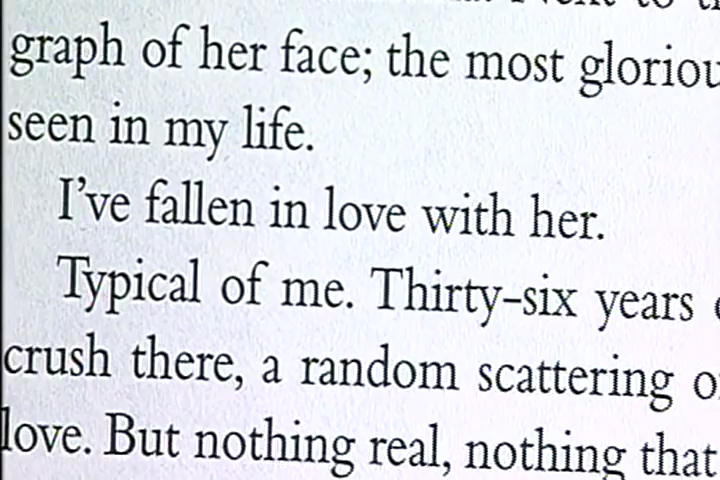 graph of her face; the most
seen in my life.
I've fallen in love with her.
Typical of me. Thirty-six years
crush there, a random scattering
love. But nothing real, nothing that